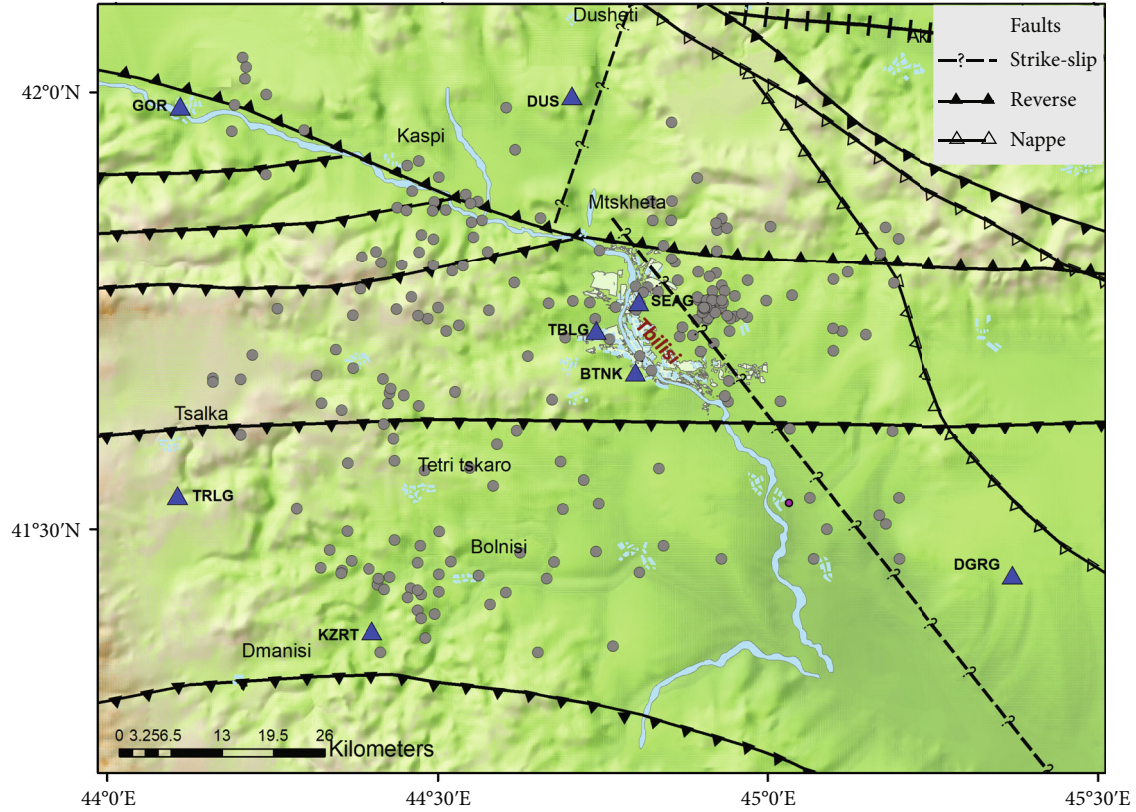 Dusheti
Ak
Faults
Strike-slip
Reverse
Nappe
42°0′N
GOR
DUS
Kaspi
Mtskheta
SEAG
TBLG
Tbilisi
BTNK
Tsalka
Tetri tskaro
TRLG
41°30′N
Bolnisi
DGRG
KZRT
Dmanisi
0 3.256.5 13 19.5 26
Kilometers
44°0′E 44°30′E 45°0′E 45°30′E
? ? ? ? ? ? ? ? ? ? ? ? ? ? ?